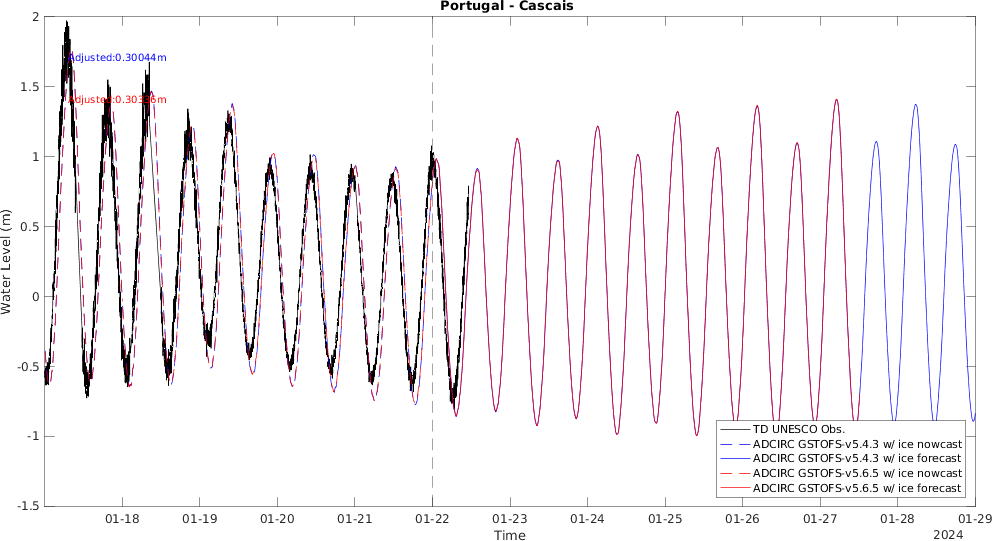 Portugal - Cascais
2
1.5
1
0.5
0
-0.5
-1
-1.5
Water Level (m)
Adjusted:0.30044m
01-18
01-19
01-20
01-21
01-22
01-23
01-24
01-25
01-26
01-27
01-28
01-29
Time
2024
TD UNESCO Obs.
ADCIRC GSTOFS-v5.4.3 w/ ice nowcast
ADCIRC GSTOFS-v5.4.3 w/ ice forecast
ADCIRC GSTOFS-v5.6.5 w/ ice nowcast
ADCIRC GSTOFS-v5.6.5 w/ ice forecast